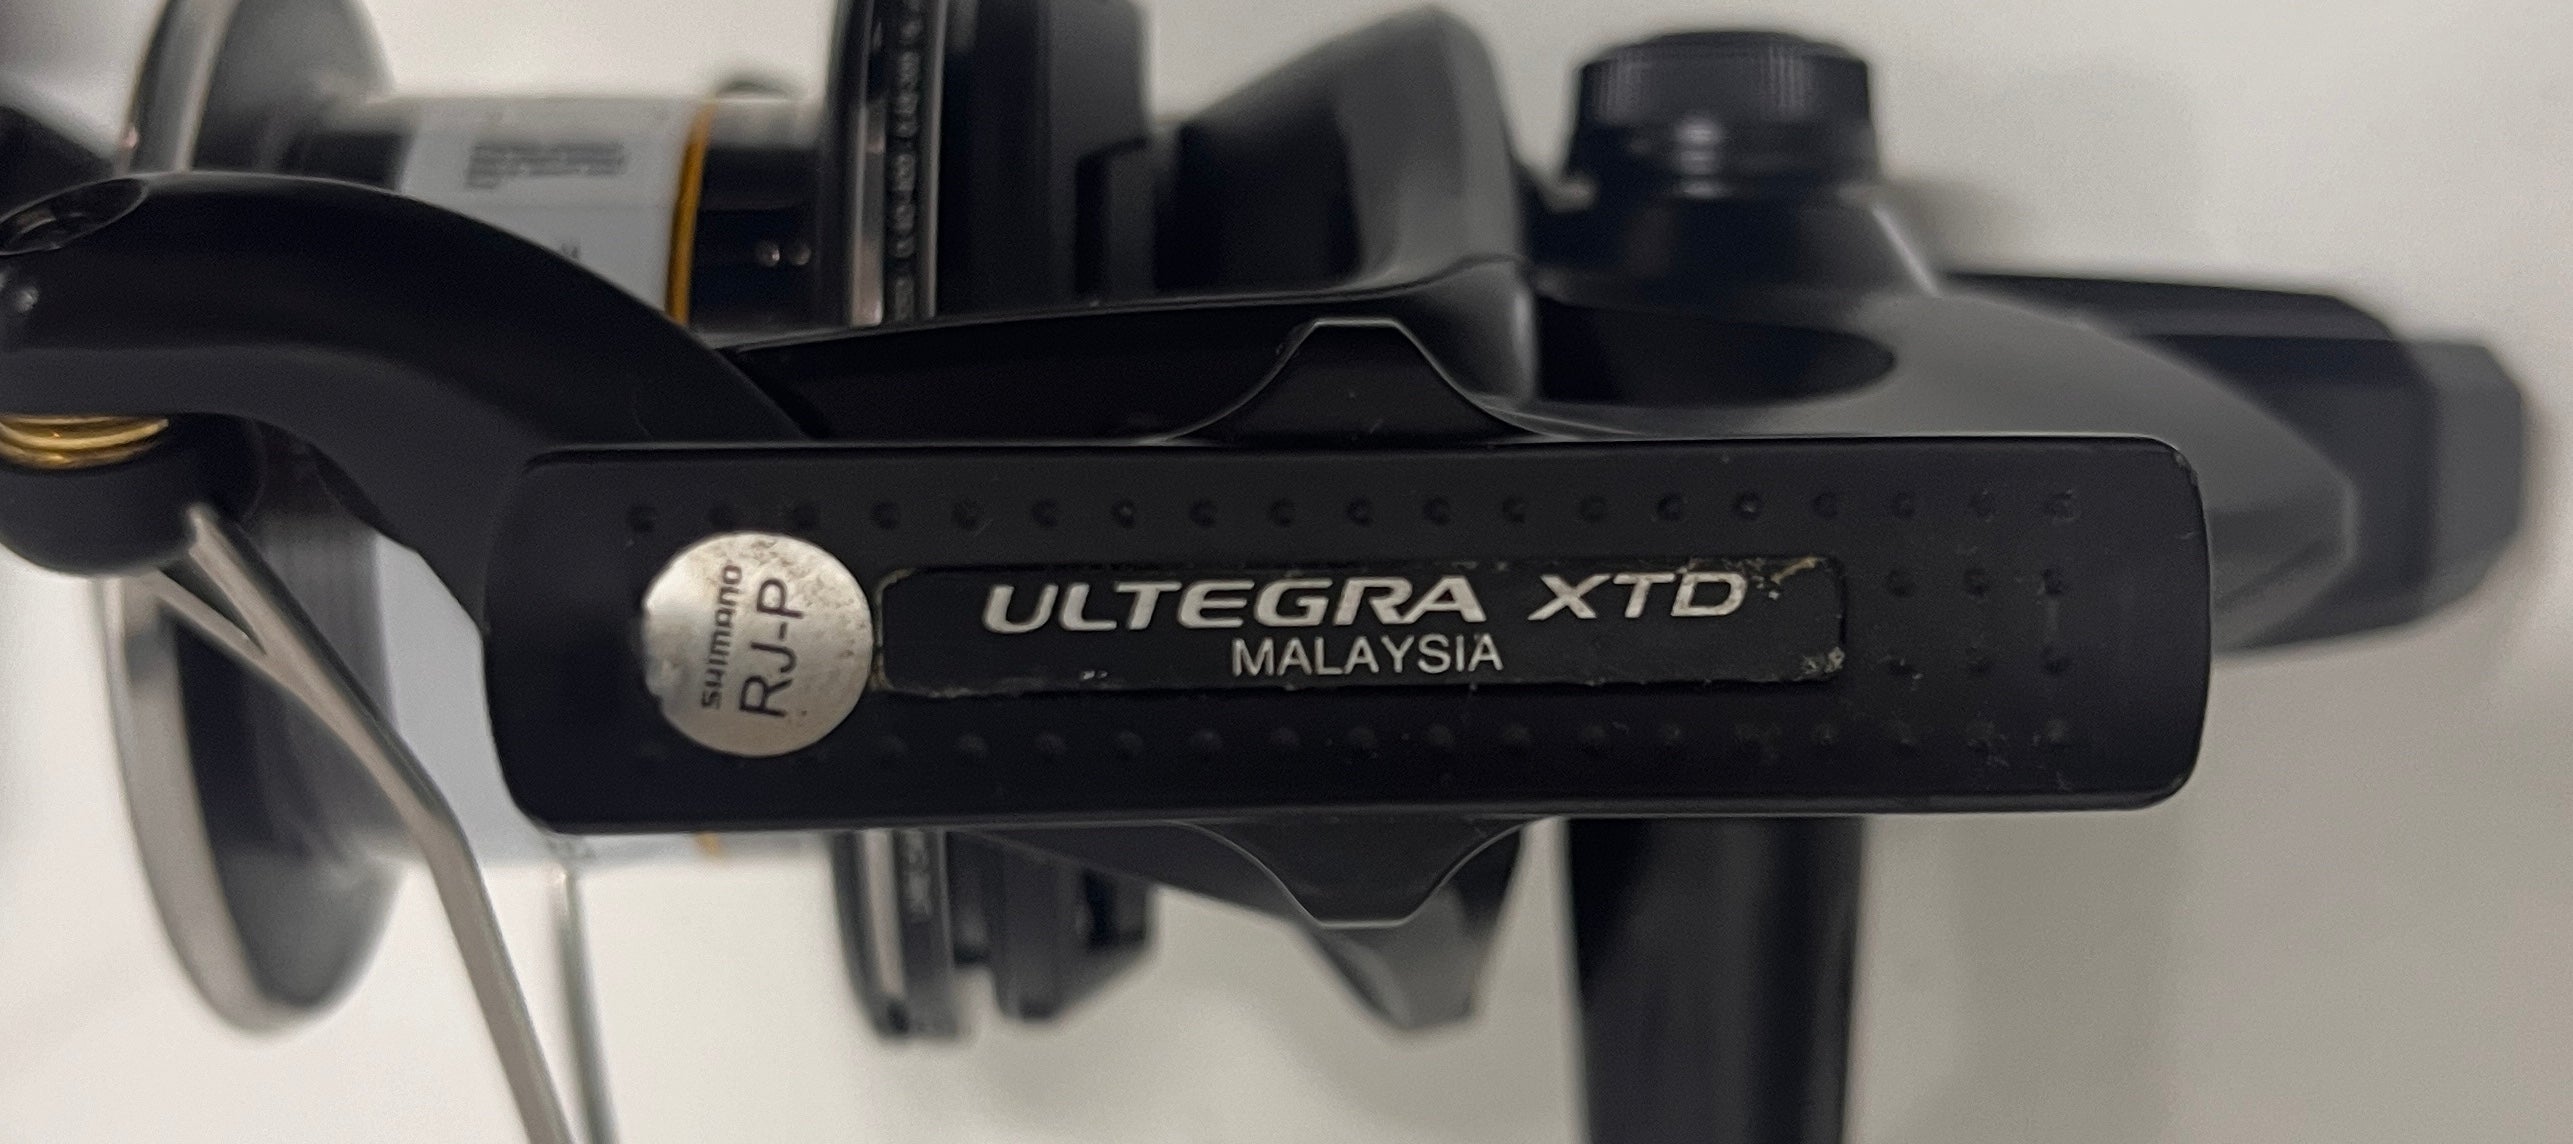 SHIMANO
RJ-P
ULTEGRA XTD
MALAYSIA